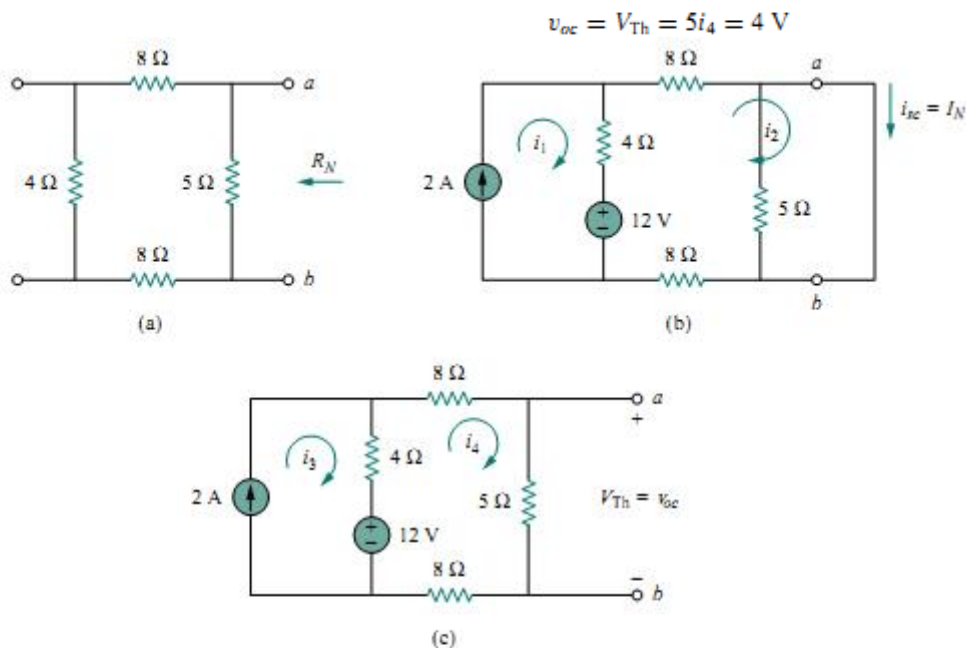 v_oc = V_Th = 5i_4 = 4 V
8 Ω
a
4 Ω
5 Ω
R_N
8 Ω
b
(a)
8 Ω
a
i_sc = I_N
i_1
4 Ω
i_2
2 A
12 V
5 Ω
8 Ω
b
(b)
8 Ω
a
+
i_3
4 Ω
i_4
2 A
5 Ω
V_Th = v_oc
12 V
8 Ω
−
b
(c)